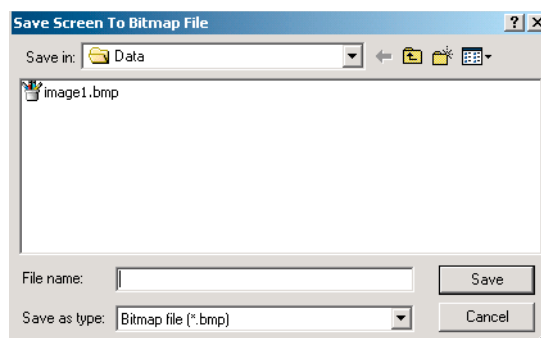 Save Screen To Bitmap File
Save in: Data
image1.bmp
File name: Save
Save as type: Bitmap file (*.bmp) Cancel